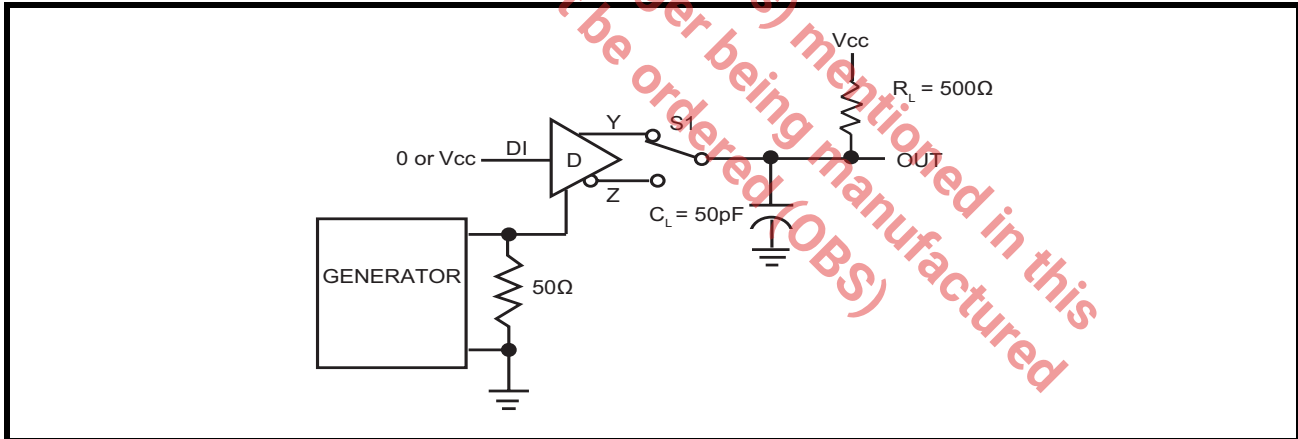 s) mentioned in this
ger being manufactured
t be ordered (OBS)
Vcc
R_L = 500Ω
Y
S1
0 or Vcc
DI
D
OUT
Z
C_L = 50pF
GENERATOR
50Ω